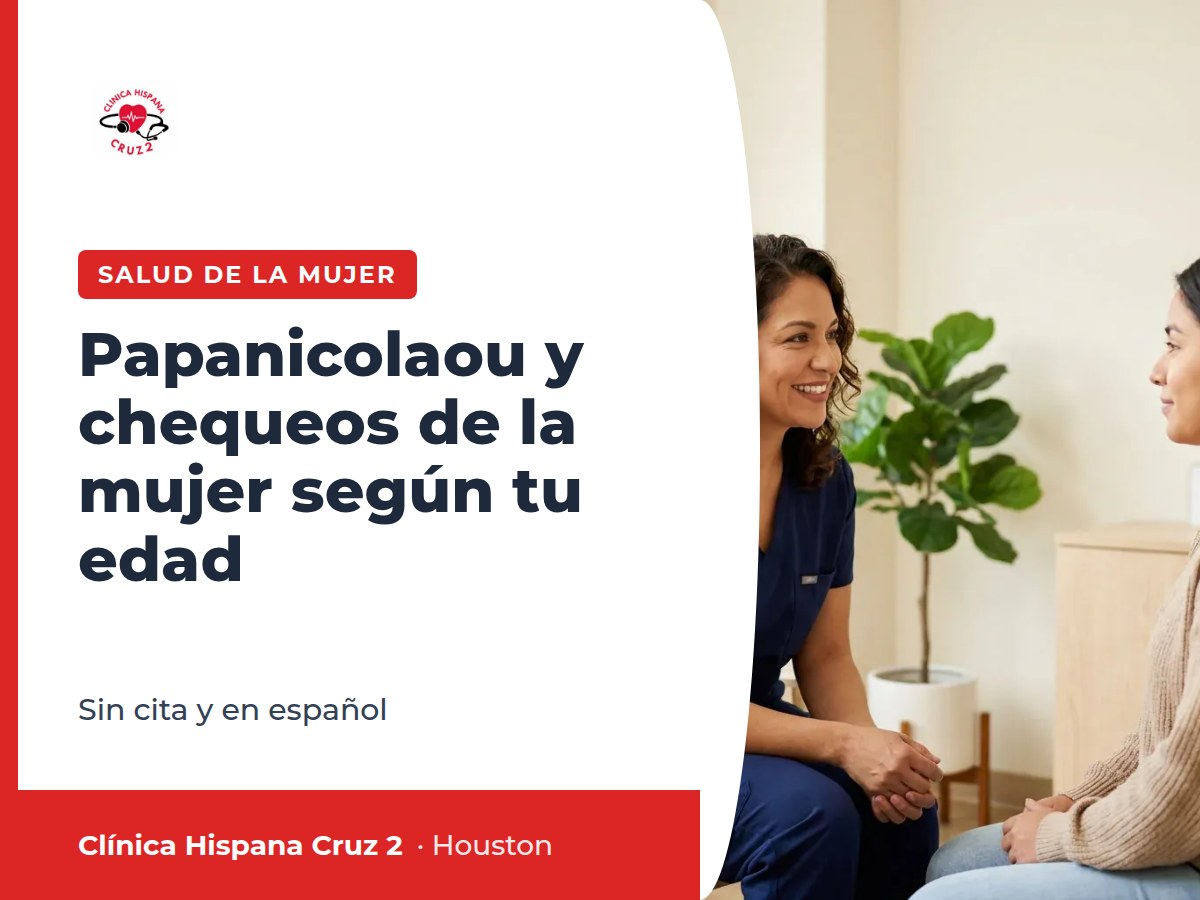 CLINICA HISPANA
CRUZ 2
SALUD DE LA MUJER
Papanicolaou y
chequeos de la
mujer según tu
edad
Sin cita y en español
Clínica Hispana Cruz 2 · Houston